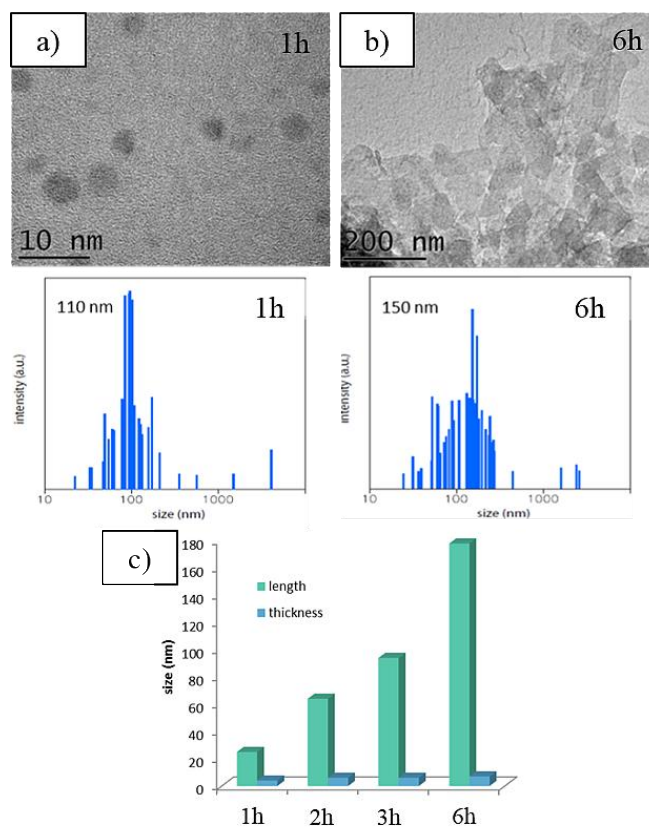 a)
1h
10 nm
b)
6h
200 nm
110 nm
1h
intensity (a.u.)
10
100
1000
size (nm)
150 nm
6h
intensity (a.u.)
10
100
1000
size (nm)
c)
180
160
140
120
100
80
60
40
20
0
size (nm)
length
thickness
1h
2h
3h
6h